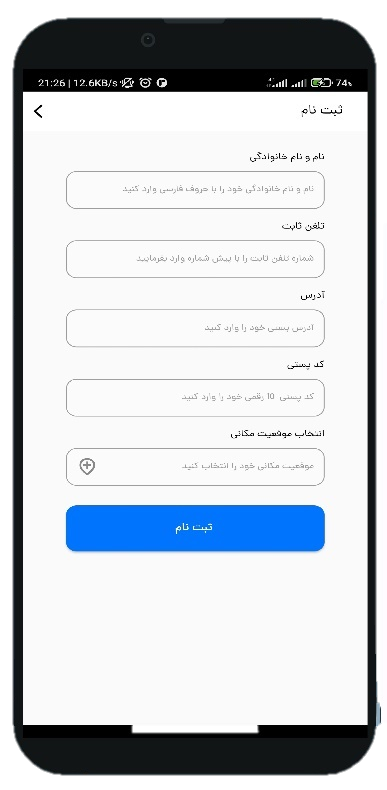 21:26 | 12.6KB/s
74%
ثبت نام
نام و نام خانوادگی
نام و نام خانوادگی خود را با حروف فارسی وارد کنید
تلفن ثابت
شماره تلفن ثابت را با پیش شماره وارد بفرمایید
آدرس
آدرس پستی خود را وارد کنید
کد پستی
کد پستی 10 رقمی خود را وارد کنید
انتخاب موقعیت مکانی
موقعیت مکانی خود را انتخاب کنید
ثبت نام